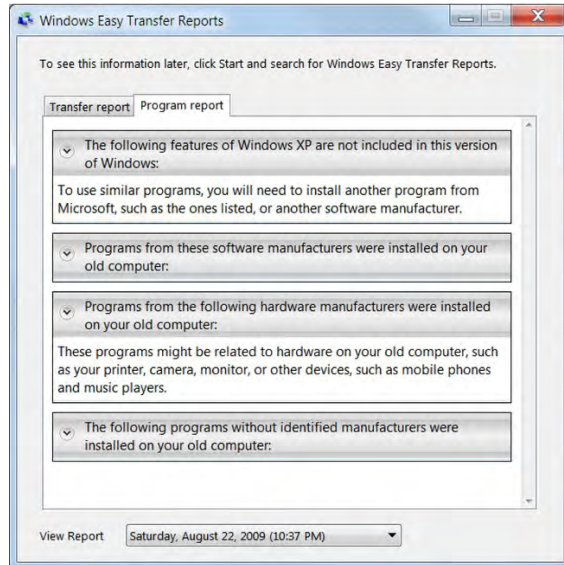 Windows Easy Transfer Reports
To see this information later, click Start and search for Windows Easy Transfer Reports.
Transfer report Program report
The following features of Windows XP are not included in this version
of Windows:
To use similar programs, you will need to install another program from
Microsoft, such as the ones listed, or another software manufacturer.
Programs from these software manufacturers were installed on your
old computer:
Programs from the following hardware manufacturers were installed
on your old computer:
These programs might be related to hardware on your old computer, such
as your printer, camera, monitor, or other devices, such as mobile phones
and music players.
The following programs without identified manufacturers were
installed on your old computer:
View Report Saturday, August 22, 2009 (10:37 PM)